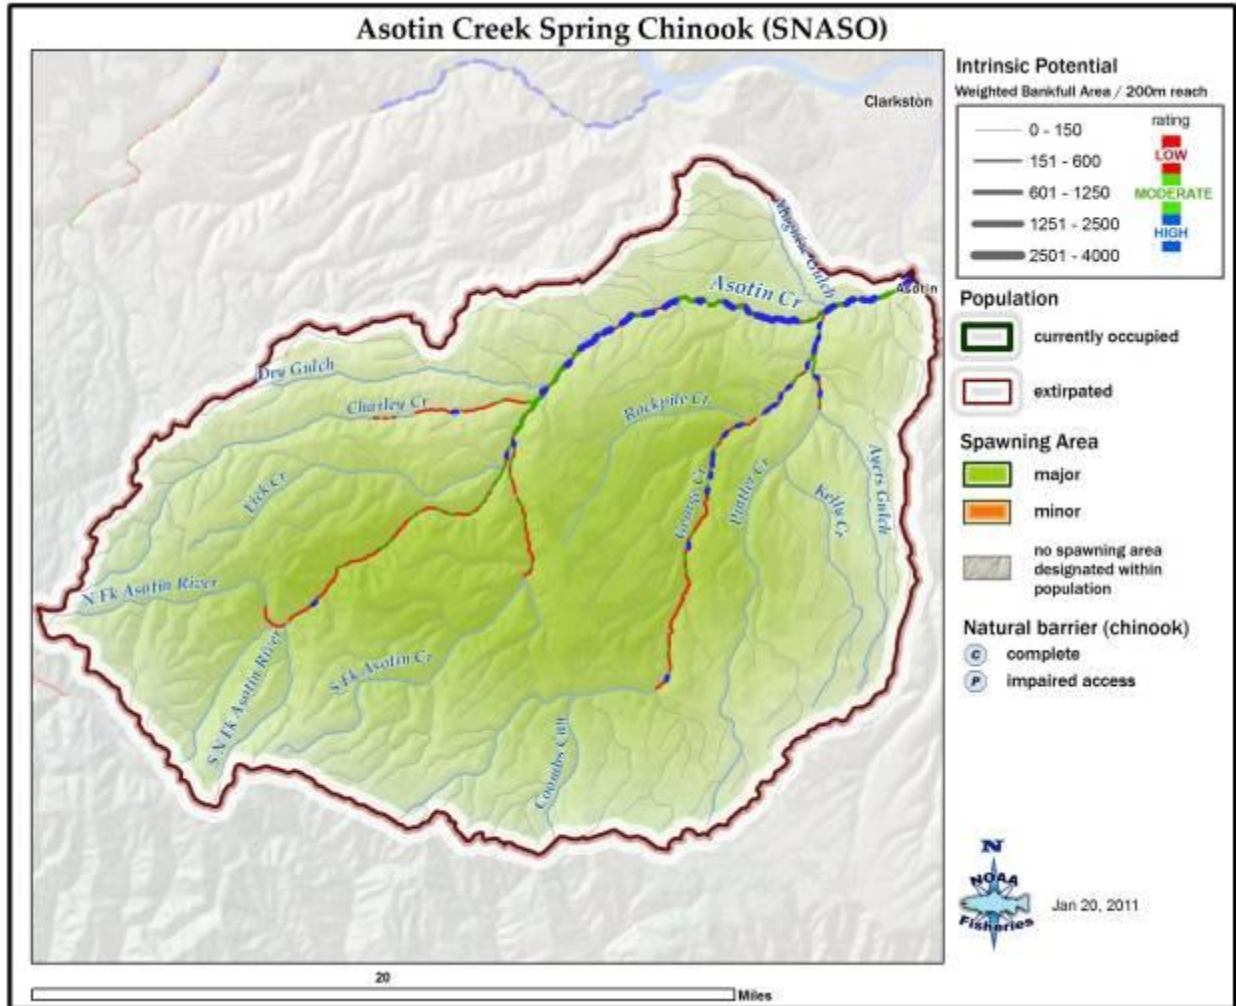 Asotin Creek Spring Chinook (SNASO)
Clarkston
Asotin
Asotin Cr
Dry Gulch
Charley Cr
Rockpile Cr
Lick Cr
George Cr
Pintler Cr
Kelly Cr
Ayers Gulch
N Fk Asotin River
S N Fk Asotin River
S Fk Asotin Cr
Gulch
Intrinsic Potential
Weighted Bankfull Area / 200m reach
rating
0 - 150
151 - 600
601 - 1250
1251 - 2500
2501 - 4000
LOW
MODERATE
HIGH
Population
currently occupied
extirpated
Spawning Area
major
minor
no spawning area
designated within
population
Natural barrier (chinook)
C complete
P impaired access
N
NOAA
Fisheries
Jan 20, 2011
20
Miles